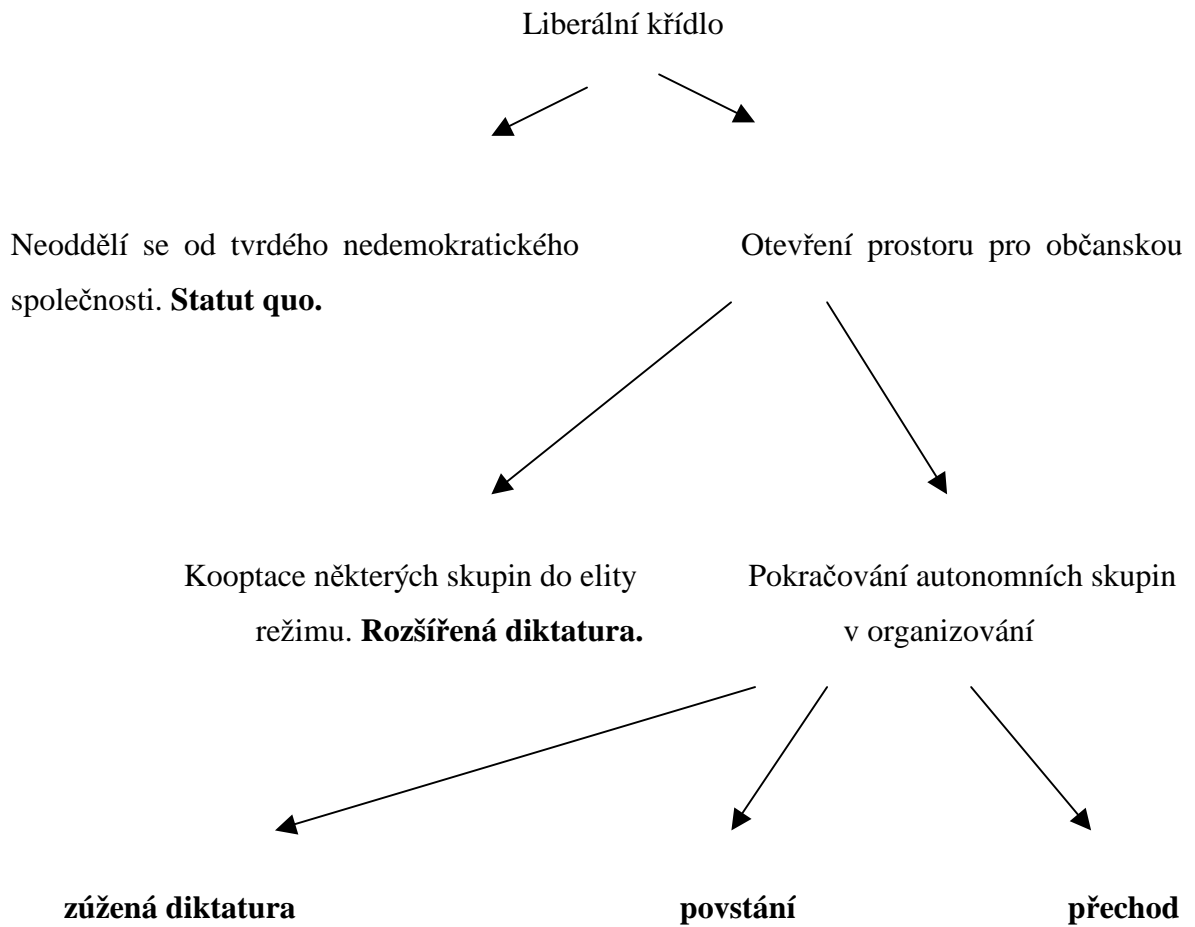 Liberální křídlo
Neoddělí se od tvrdého nedemokratického Otevření prostoru pro občanskou
společnosti. Statut quo.
Kooptace některých skupin do elity Pokračování autonomních skupin
režimu. Rozšířená diktatura. v organizování
zúžená diktatura povstání přechod